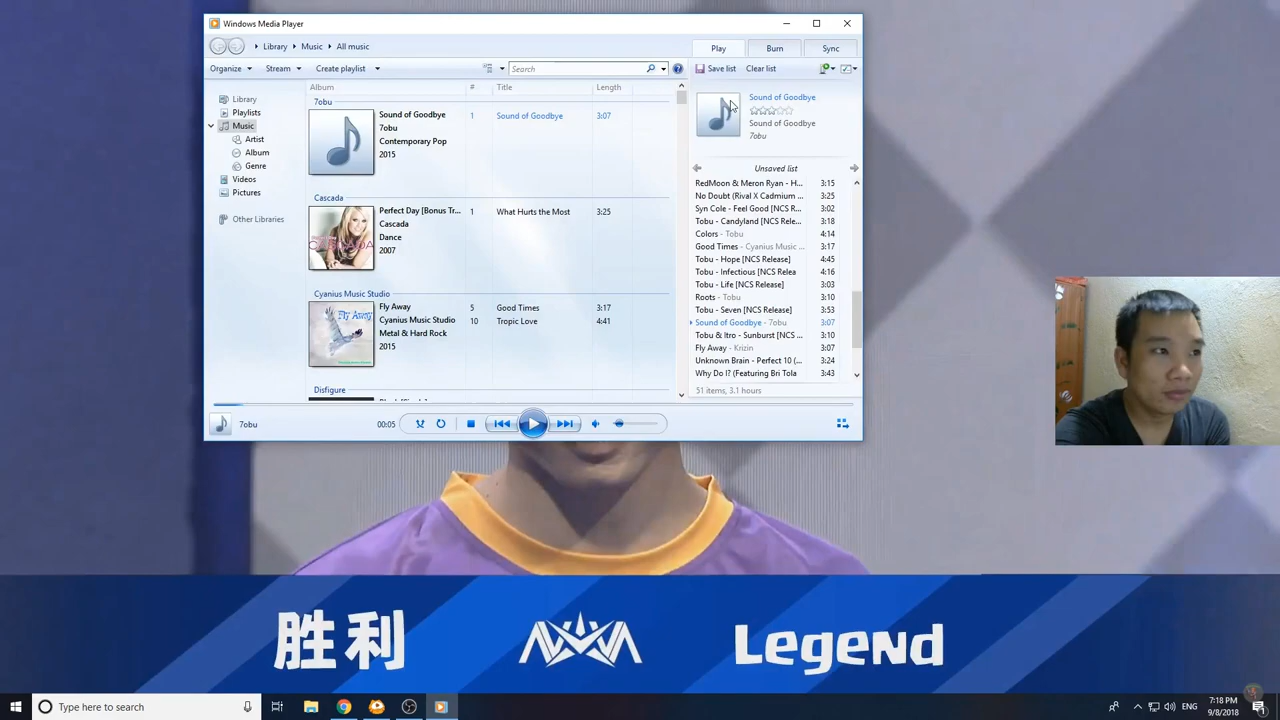 Windows Media Player
Library Music All music
Play Burn Sync
Organize Stream Create playlist Search
Save list Clear list
Album # Title Length
Library
Playlists
Music
Artist
Album
Genre
Videos
Pictures
Other Libraries
7obu
Sound of Goodbye 1 Sound of Goodbye 3:07
7obu
Contemporary Pop
2015
Cascada
Perfect Day [Bonus Tr... 1 What Hurts the Most 3:25
Cascada
Dance
2007
Cyanius Music Studio
Fly Away 5 Good Times 3:17
Cyanius Music Studio 10 Tropic Love 4:41
Metal & Hard Rock
2015
Disfigure
Sound of Goodbye
Sound of Goodbye
7obu
Unsaved list
RedMoon & Meron Ryan - H... 3:15
No Doubt (Rival X Cadmium ... 3:25
Syn Cole - Feel Good [NCS R... 3:02
Tobu - Candyland [NCS Rele... 3:18
Colors - Tobu 4:14
Good Times - Cyanius Music ... 3:17
Tobu - Hope [NCS Release] 4:45
Tobu - Infectious [NCS Relea 4:16
Tobu - Life [NCS Release] 3:03
Roots - Tobu 3:10
Tobu - Seven [NCS Release] 3:53
Sound of Goodbye - 7obu 3:07
Tobu & Itro - Sunburst [NCS ... 3:10
Fly Away - Krizin 3:07
Unknown Brain - Perfect 10 (... 3:24
Why Do I? (Featuring Bri Tola 3:43
51 items, 3.1 hours
7obu 00:05
胜利 Legend
Type here to search
ENG
7:18 PM
9/8/2018